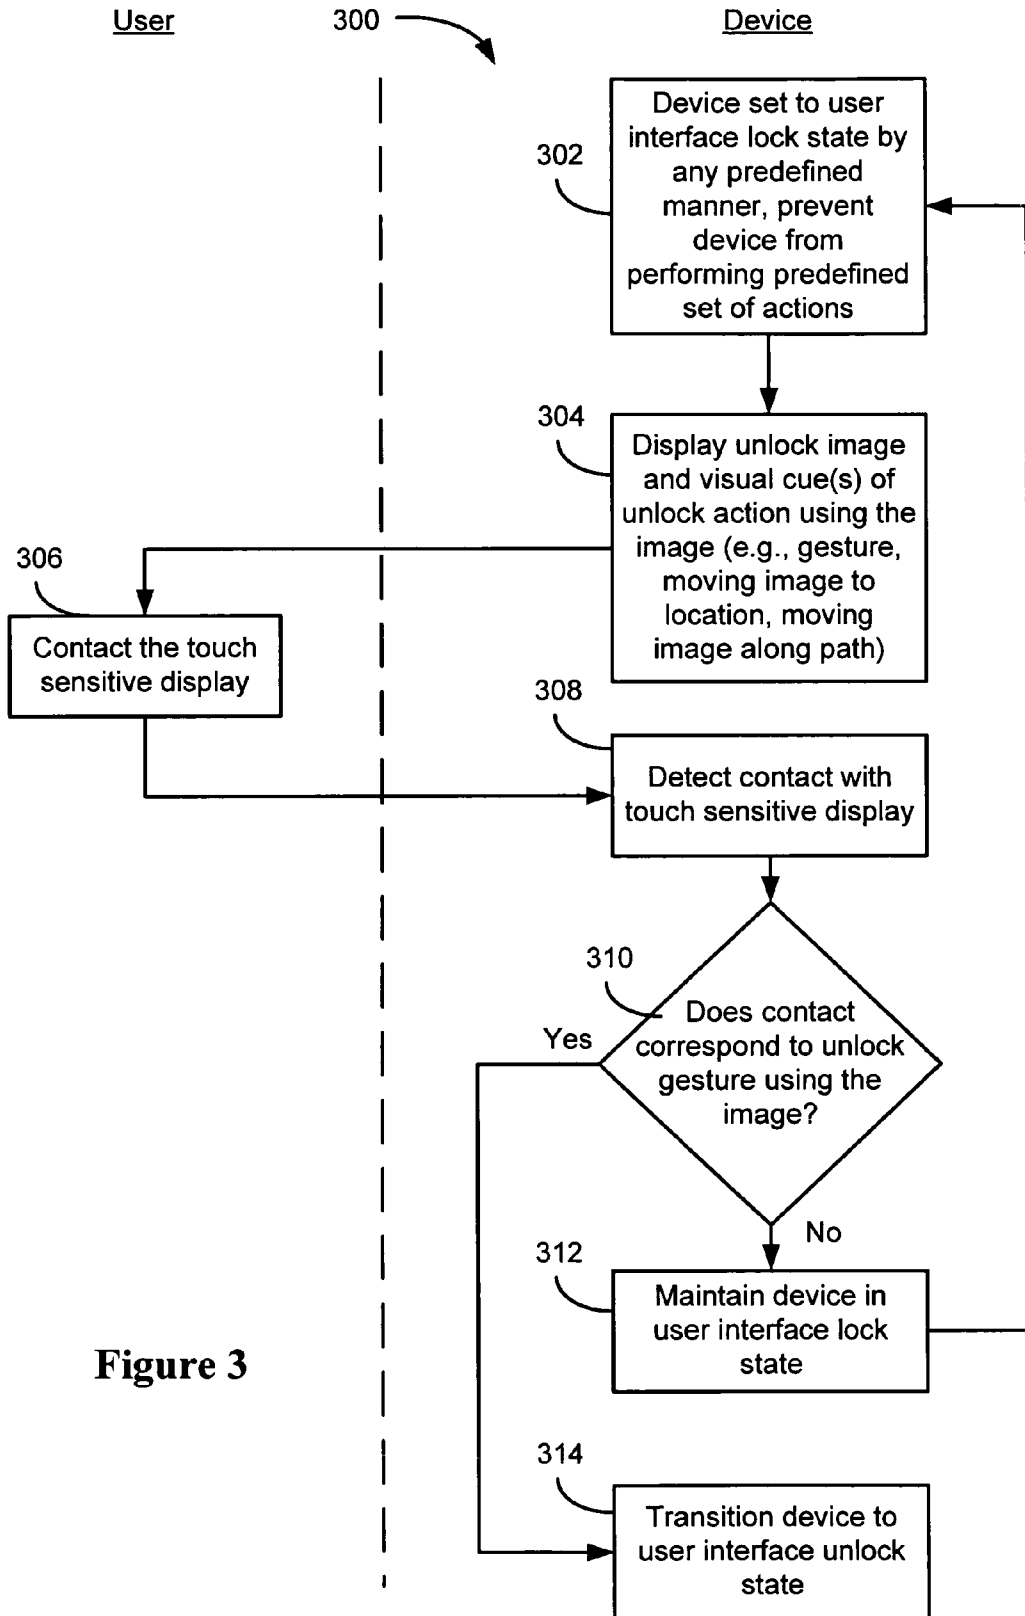 User
300
Device
302
Device set to user
interface lock state by
any predefined
manner, prevent
device from
performing predefined
set of actions
304
Display unlock image
and visual cue(s) of
unlock action using the
image (e.g., gesture,
moving image to
location, moving
image along path)
306
Contact the touch
sensitive display
308
Detect contact with
touch sensitive display
310
Does contact
correspond to unlock
gesture using the
image?
Yes
No
312
Maintain device in
user interface lock
state
Figure 3
314
Transition device to
user interface unlock
state